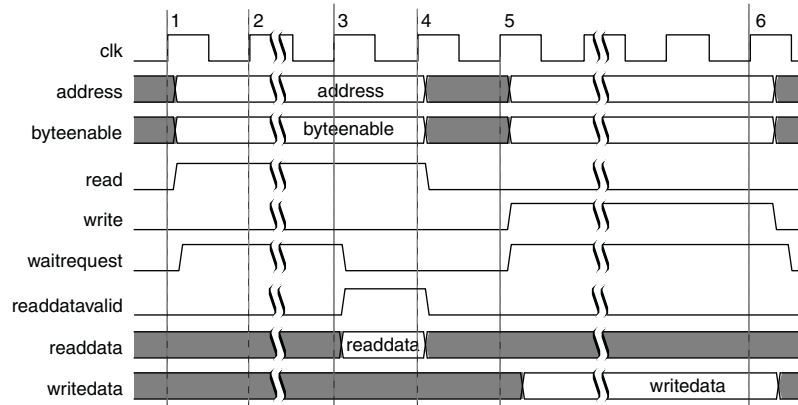 1 2 3 4 5 6
clk
address address
byteenable byteenable
read
write
waitrequest
readdatavalid
readdata readdata
writedata writedata